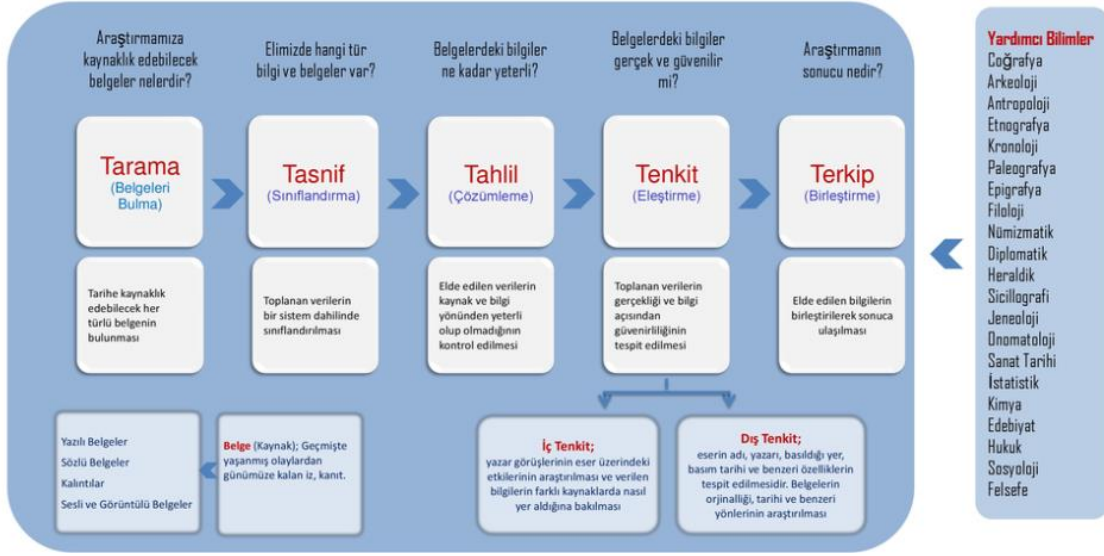 Araştırmamıza
kaynaklık edebilecek
belgeler nelerdir?
Elimizde hangi tür
bilgi ve belgeler var?
Belgelerdeki bilgiler
ne kadar yeterli?
Belgelerdeki bilgiler
gerçek ve güvenilir
mi?
Araştırmanın
sonucu nedir?
Tarama
(Belgeleri
Bulma)
Tasnif
(Sınıflandırma)
Tahlil
(Çözümleme)
Tenkit
(Eleştirme)
Terkip
(Birleştirme)
Tarihe kaynaklık
edebilecek her
türlü belgenin
bulunması
Toplanan verilerin
bir sistem dahilinde
sınıflandırılması
Elde edilen verilerin
kaynak ve bilgi
yönünden yeterli
olup olmadığının
kontrol edilmesi
Toplanan verilerin
gerçekliği ve bilgi
açısından
güvenirliliğinin
tespit edilmesi
Elde edilen bilgilerin
birleştirilerek sonuca
ulaşılması
Yazılı Belgeler
Sözlü Belgeler
Kalıntılar
Sesli ve Görüntülü Belgeler
Belge (Kaynak); Geçmişte
yaşanmış olaylardan
günümüze kalan iz, kanıt.
İç Tenkit;
yazar görüşlerinin eser üzerindeki
etkilerinin araştırılması ve verilen
bilgilerin farklı kaynaklarda nasıl
yer aldığına bakılması
Dış Tenkit;
eserin adı, yazarı, basıldığı yer,
basım tarihi ve benzeri özelliklerin
tespit edilmesidir. Belgelerin
orjinalliği, tarihi ve benzeri
yönlerinin araştırılması
Yardımcı Bilimler
Coğrafya
Arkeoloji
Antropoloji
Etnografya
Kronoloji
Paleografya
Epigrafya
Filoloji
Nümizmatik
Diplomatik
Heraldik
Sicillografi
Jeneoloji
Onomatoloji
Sanat Tarihi
İstatistik
Kimya
Edebiyat
Hukuk
Sosyoloji
Felsefe